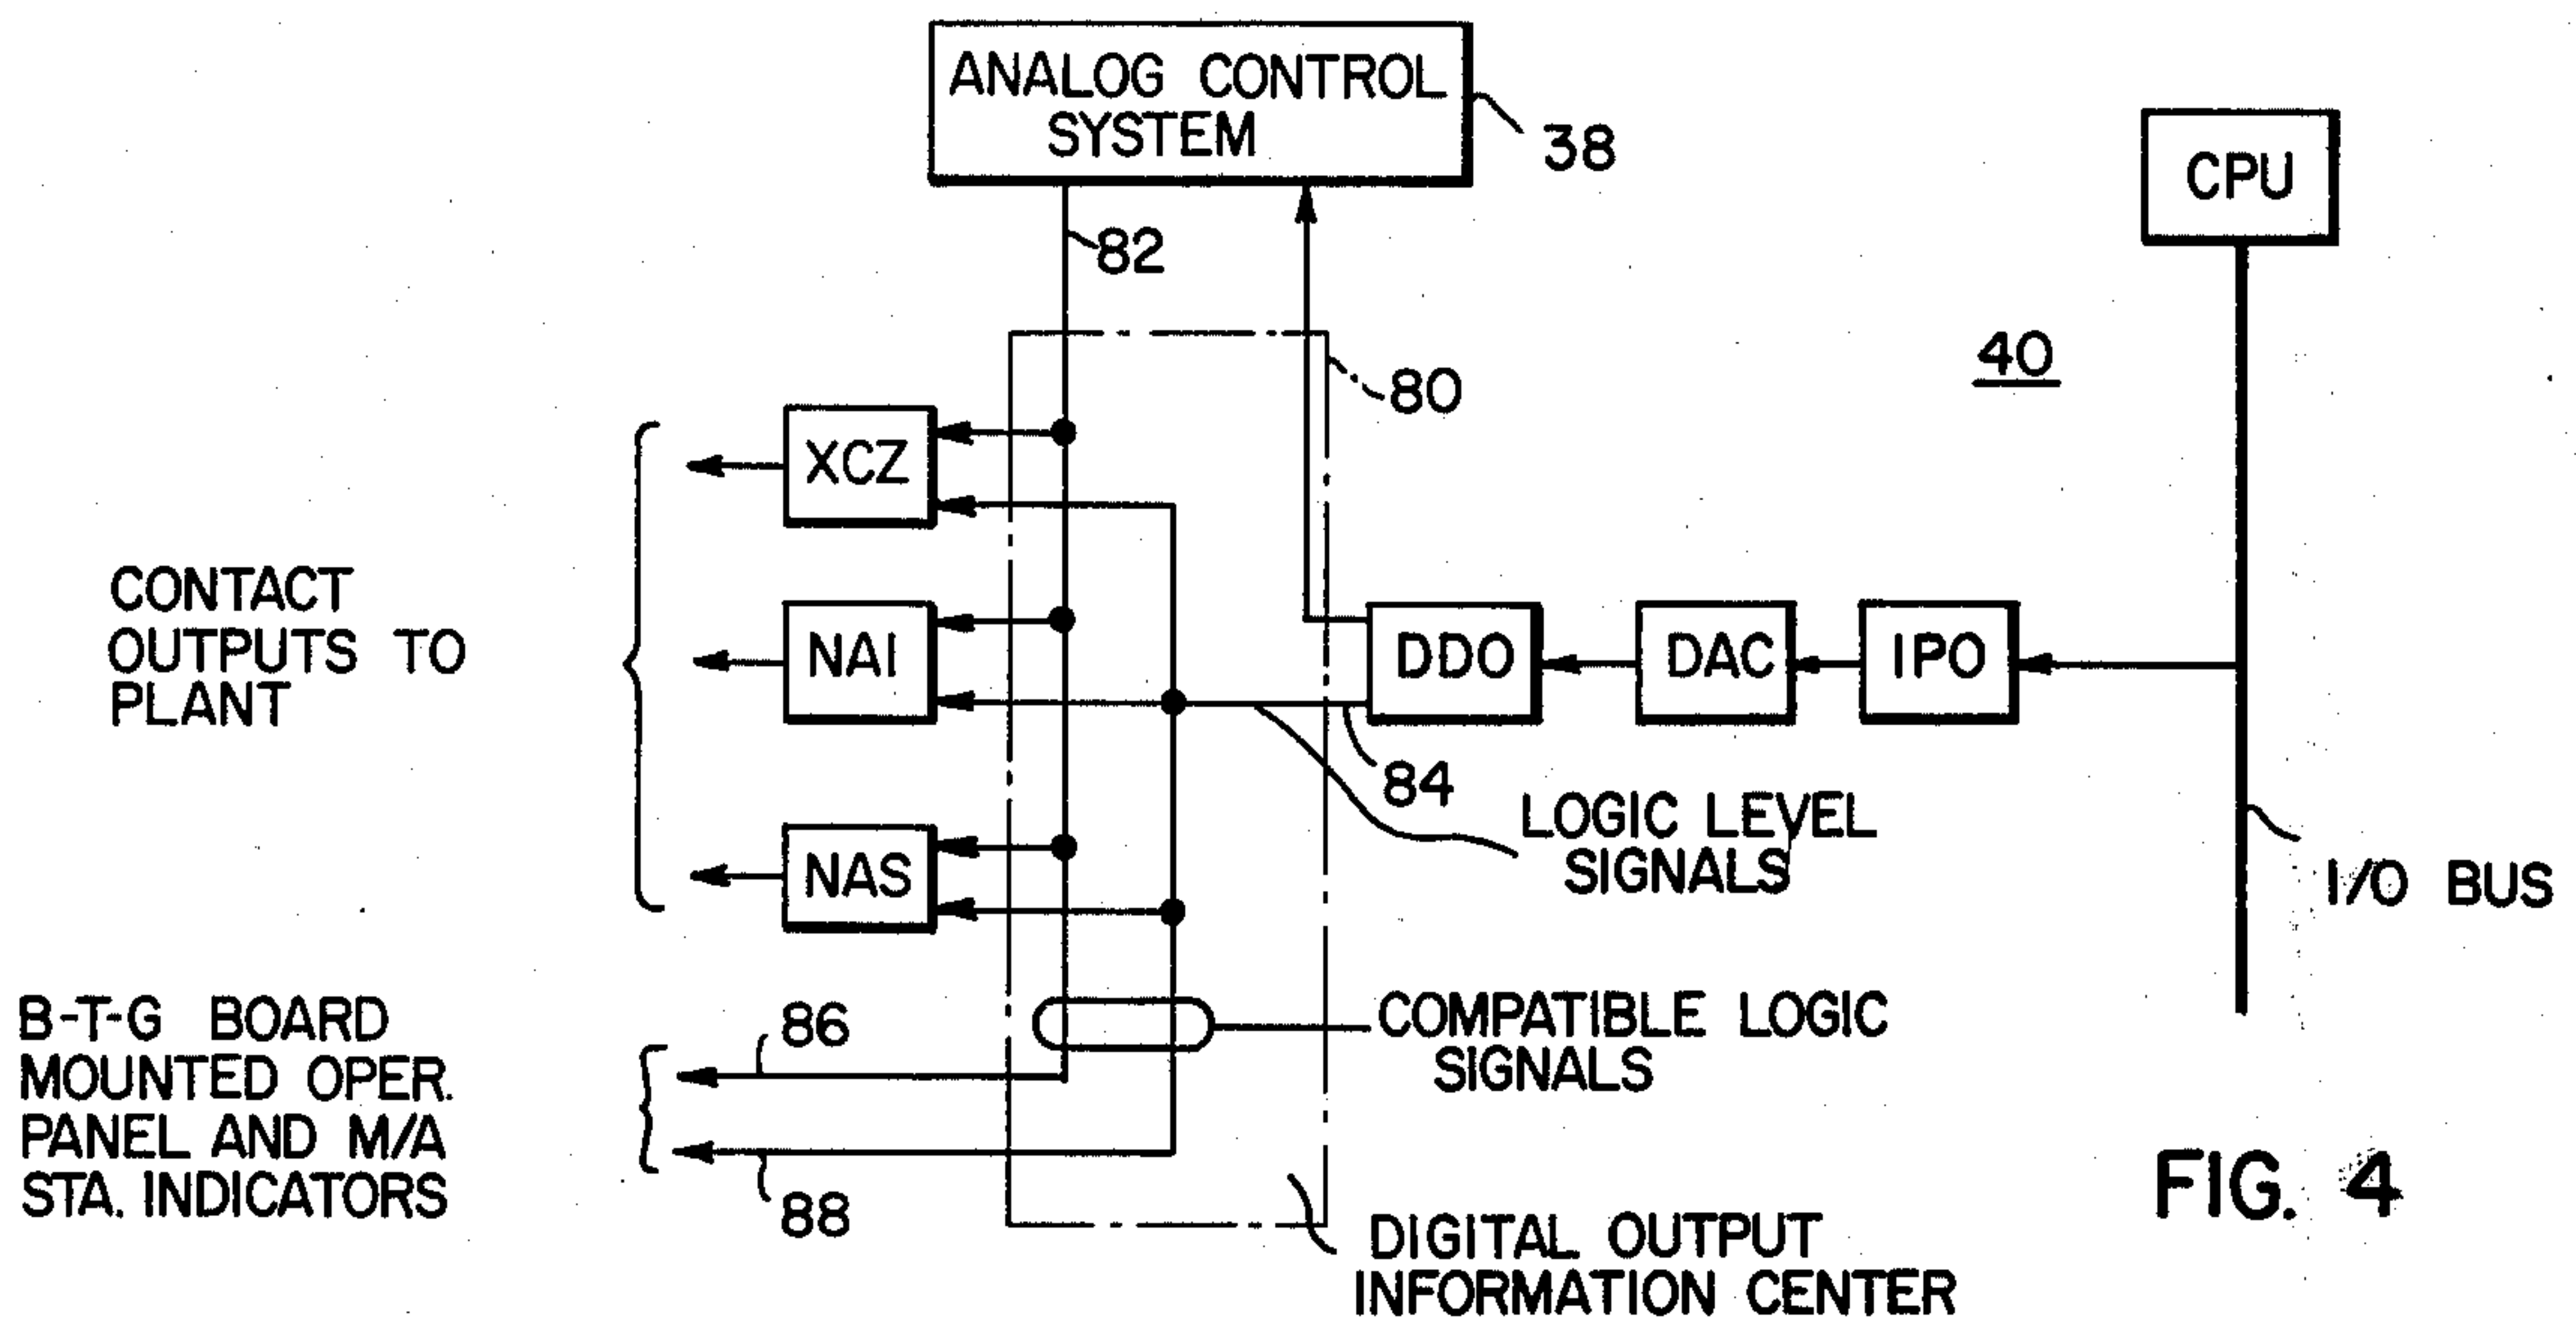 ANALOG CONTROL
SYSTEM
38
CPU
82
40
80
XCZ
CONTACT
OUTPUTS TO
PLANT
NAI
DDO
DAC
IPO
84
LOGIC LEVEL
SIGNALS
NAS
I/O BUS
B-T-G BOARD
MOUNTED OPER.
PANEL AND M/A
STA. INDICATORS
86
COMPATIBLE LOGIC
SIGNALS
88
DIGITAL OUTPUT
INFORMATION CENTER
FIG. 4